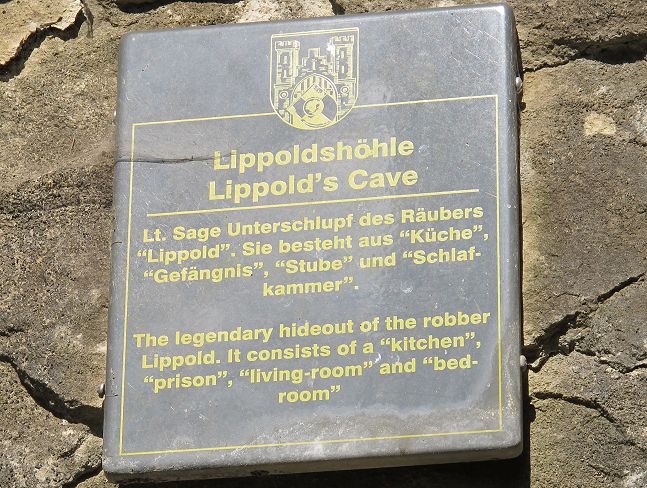 Lippoldshöhle
Lippold's Cave
Lt. Sage Unterschlupf des Räubers
"Lippold". Sie besteht aus "Küche",
"Gefängnis", "Stube" und "Schlaf-
kammer".
The legendary hideout of the robber
Lippold. It consists of a "kitchen",
"prison", "living-room" and "bed-
room"